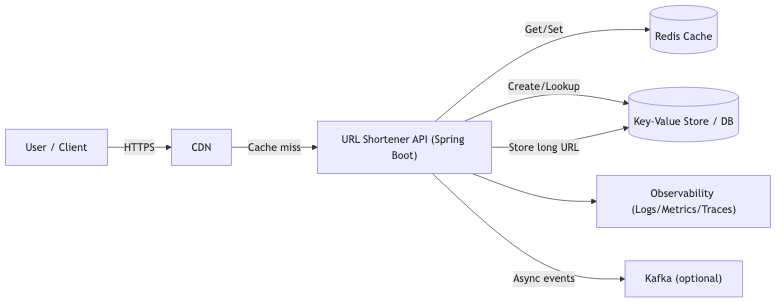 Get/Set
Redis Cache
Create/Lookup
Key-Value Store / DB
User / Client
HTTPS
CDN
Cache miss
URL Shortener API (Spring
Boot)
Store long URL
Observability
(Logs/Metrics/Traces)
Async events
Kafka (optional)